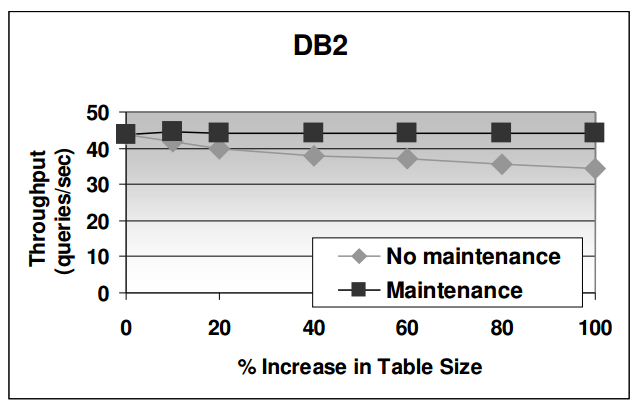 DB2
Throughput
(queries/sec)
50
40
30
20
10
0
No maintenance
Maintenance
0 20 40 60 80 100
% Increase in Table Size